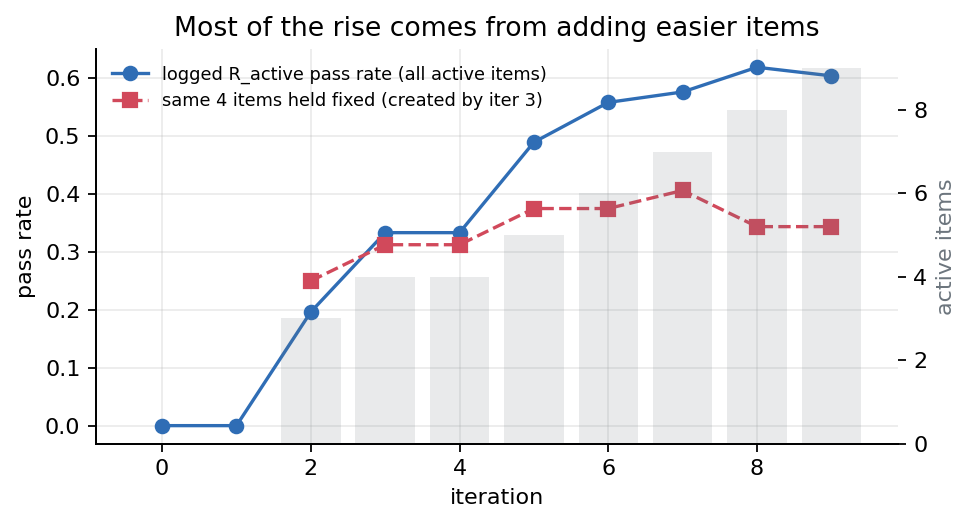 Most of the rise comes from adding easier items
logged R_active pass rate (all active items)
same 4 items held fixed (created by iter 3)
pass rate
0.6
0.5
0.4
0.3
0.2
0.1
0.0
8
6
4
2
0
active items
0 2 4 6 8
iteration